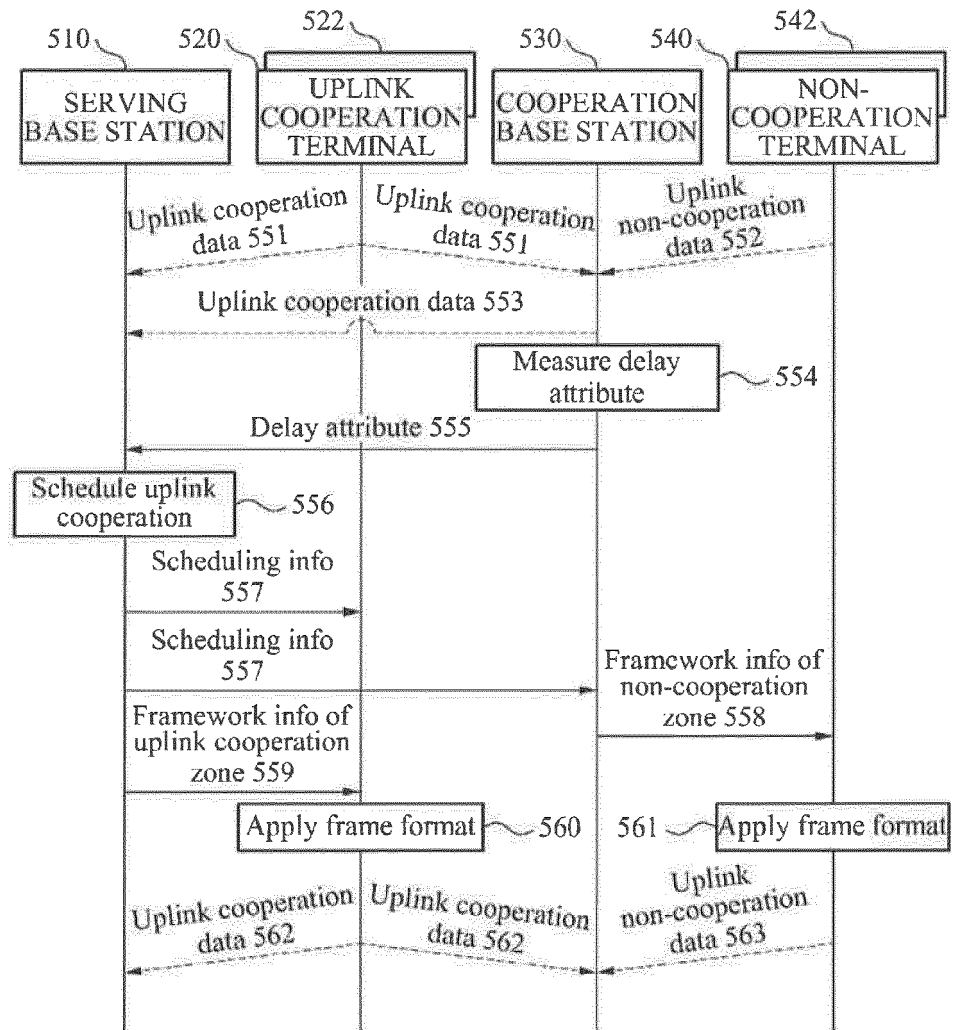 510
520
522
530
540
542
SERVING
BASE STATION
UPLINK
COOPERATION
TERMINAL
COOPERATION
BASE STATION
NON-
COOPERATION
TERMINAL
Uplink cooperation
data 551
Uplink cooperation
data 551
Uplink
non-cooperation
data 552
Uplink cooperation data 553
Measure delay
attribute
554
Delay attribute 555
Schedule uplink
cooperation
556
Scheduling info
557
Scheduling info
557
Framework info of
non-cooperation
zone 558
Framework info of
uplink cooperation
zone 559
Apply frame format
560
561
Apply frame format
Uplink cooperation
data 562
Uplink cooperation
data 562
Uplink
non-cooperation
data 563